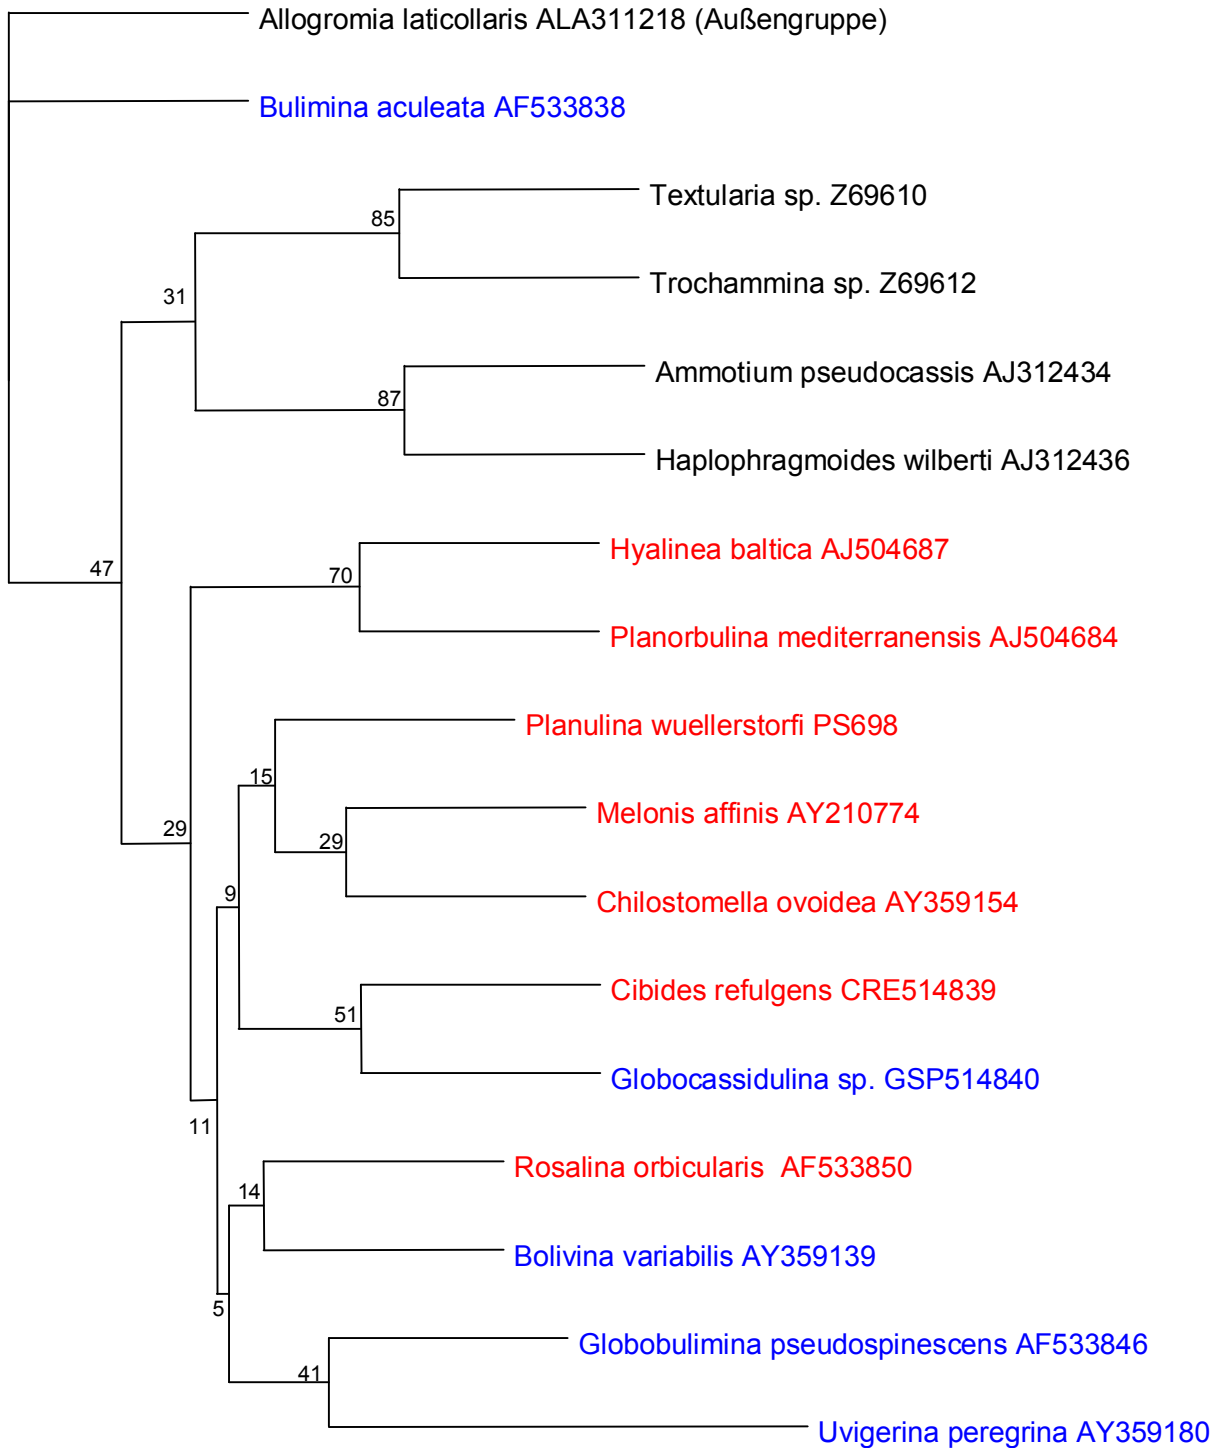 Allogromia laticollaris ALA311218 (Außengruppe)
Bulimina aculeata AF533838
Textularia sp. Z69610
85
Trochammina sp. Z69612
31
Ammotium pseudocassis AJ312434
87
Haplophragmoides wilberti AJ312436
Hyalinea baltica AJ504687
47
70
Planorbulina mediterranensis AJ504684
Planulina wuellerstorfi PS698
15
Melonis affinis AY210774
29
29
9
Chilostomella ovoidea AY359154
Cibides refulgens CRE514839
51
Globocassidulina sp. GSP514840
11
Rosalina orbicularis  AF533850
14
Bolivina variabilis AY359139
5
Globobulimina pseudospinescens AF533846
41
Uvigerina peregrina AY359180